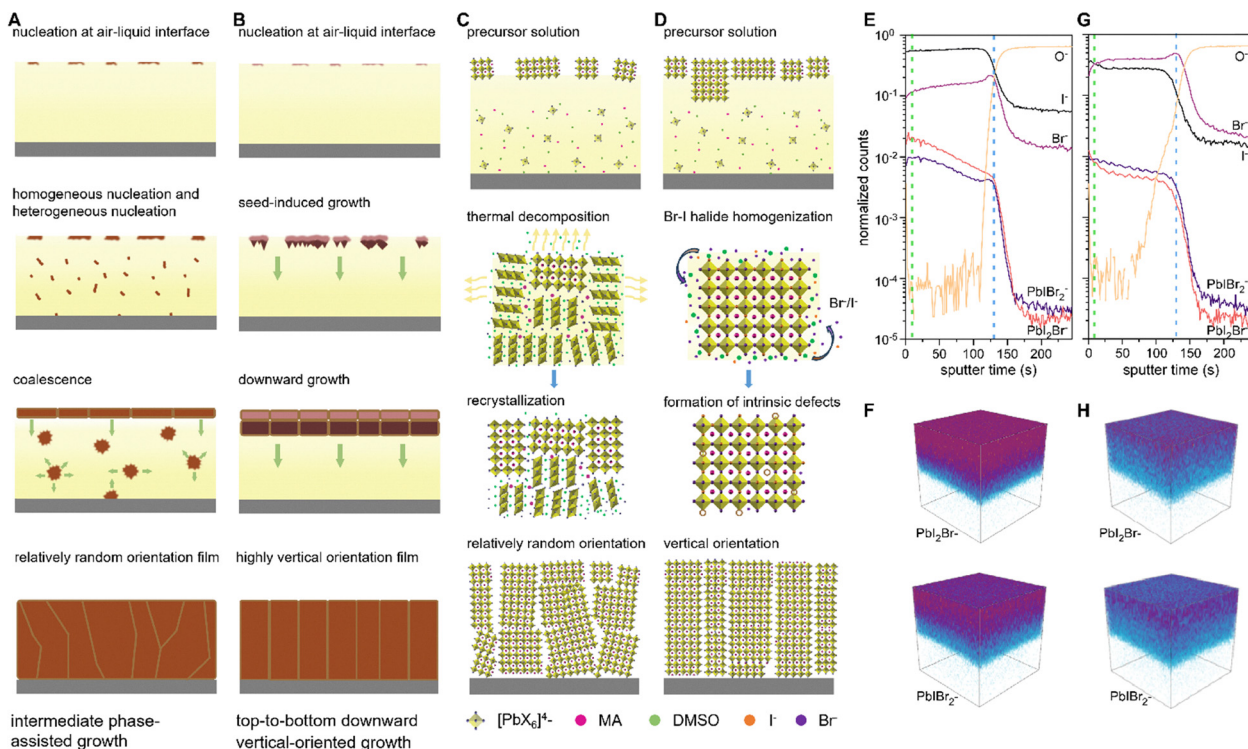 A
nucleation at air-liquid interface
homogeneous nucleation and
heterogeneous nucleation
coalescence
relatively random orientation film
intermediate phase-
assisted growth
B
nucleation at air-liquid interface
seed-induced growth
downward growth
highly vertical orientation film
top-to-bottom downward
vertical-oriented growth
C
precursor solution
thermal decomposition
recrystallization
relatively random orientation
D
precursor solution
Br-I halide homogenization
Br-/I-
formation of intrinsic defects
vertical orientation
[PbX6]4-
MA
DMSO
I-
Br-
E
normalized counts
10^0
10^-1
10^-2
10^-3
10^-4
10^-5
0 50 100 150 200
sputter time (s)
O-
I-
Br-
PbIBr2-
PbI2Br-
G
0 50 100 150 200
sputter time (s)
O-
Br-
I-
PbIBr2-
PbI2Br-
F
PbI2Br-
PbIBr2-
H
PbI2Br-
PbIBr2-